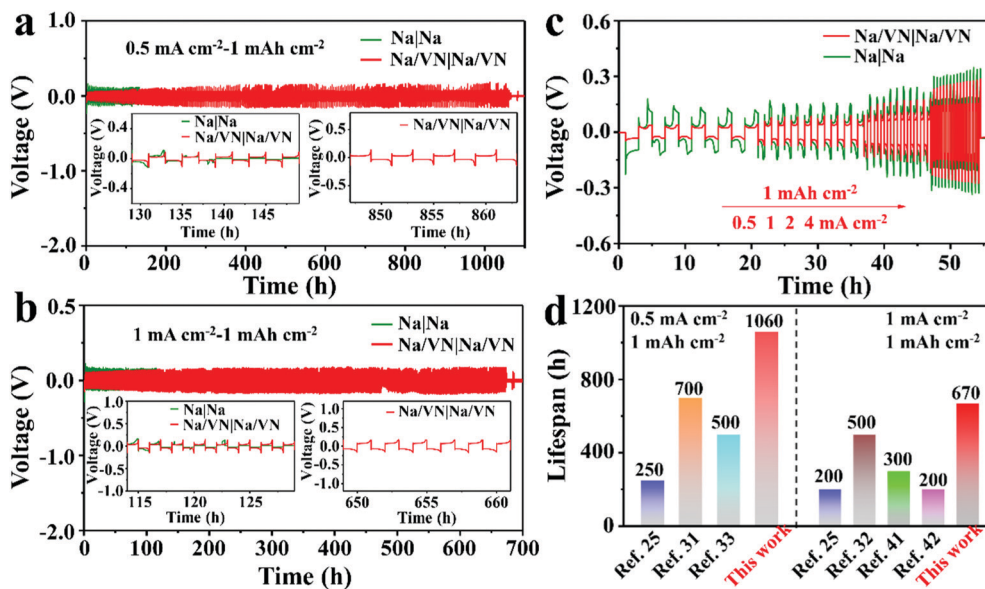 a
0.5 mA cm-2-1 mAh cm-2
Na|Na
Na/VN|Na/VN
1.0
0.0
-1.0
-2.0
Voltage (V)
0 200 400 600 800 1000
Time (h)
Na|Na
Na/VN|Na/VN
0.4
0.0
-0.4
Voltage (V)
130 135 140 145
Time (h)
Na/VN|Na/VN
0.5
0.0
-0.5
Voltage (V)
850 855 860
Time (h)
b
1 mA cm-2-1 mAh cm-2
Na|Na
Na/VN|Na/VN
0.5
0.0
-1.0
-2.0
Voltage (V)
0 100 200 300 400 500 600 700
Time (h)
Na|Na
Na/VN|Na/VN
1.0
0.5
0.0
-0.5
-1.0
Voltage (V)
115 120 125
Time (h)
Na/VN|Na/VN
1.0
0.5
0.0
-0.5
-1.0
Voltage (V)
650 655 660
Time (h)
c
Na/VN|Na/VN
Na|Na
0.6
0.3
0.0
-0.3
-0.6
Voltage (V)
1 mAh cm-2
0.5 1 2 4 mA cm-2
0 10 20 30 40 50
Time (h)
d
0.5 mA cm-2
1 mAh cm-2
1 mA cm-2
1 mAh cm-2
1200
900
600
300
0
Lifespan (h)
250 700 500 1060 200 500 300 200 670
Ref. 25 Ref. 31 Ref. 33 This work Ref. 25 Ref. 32 Ref. 41 Ref. 42 This work